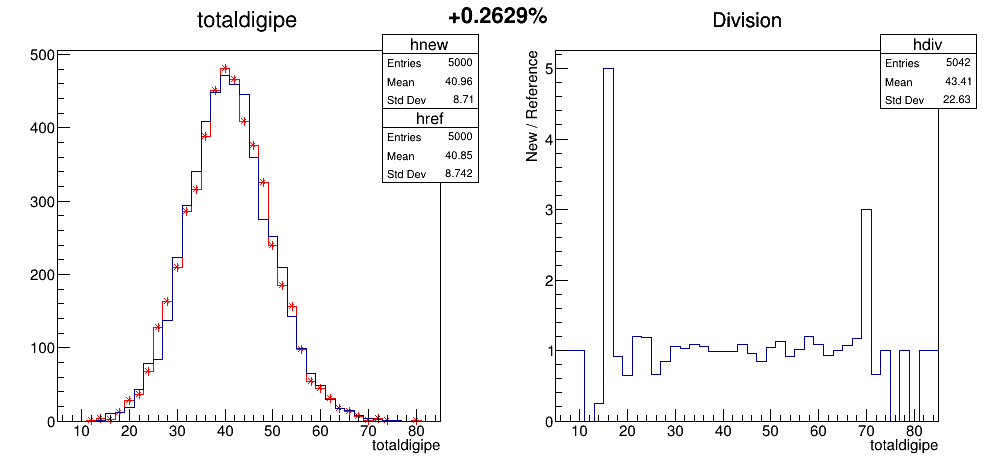 +0.2629%
totaldigipe
hnew
Entries 5000
Mean 40.96
Std Dev 8.71
href
Entries 5000
Mean 40.85
Std Dev 8.742
500
400
300
200
100
0
10 20 30 40 50 60 70 80
totaldigipe
Division
hdiv
Entries 5042
Mean 43.41
Std Dev 22.63
New / Reference
5
4
3
2
1
0
10 20 30 40 50 60 70 80
totaldigipe